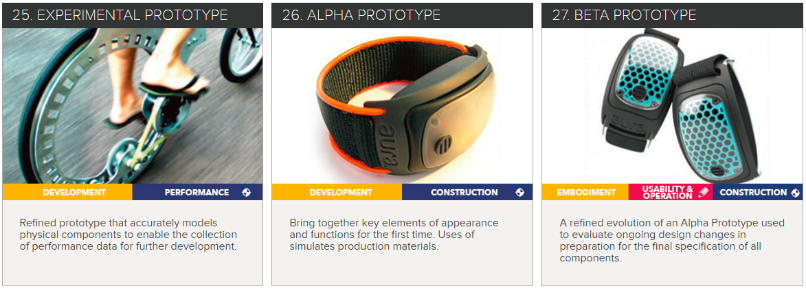 25. EXPERIMENTAL PROTOTYPE
DEVELOPMENT
PERFORMANCE
Refined prototype that accurately models
physical components to enable the collection
of performance data for further development.
26. ALPHA PROTOTYPE
aura
DEVELOPMENT
CONSTRUCTION
Bring together key elements of appearance
and functions for the first time. Uses of
simulates production materials.
27. BETA PROTOTYPE
EMBODIMENT
USABILITY &
OPERATION
CONSTRUCTION
A refined evolution of an Alpha Prototype used
to evaluate ongoing design changes in
preparation for the final specification of all
components.